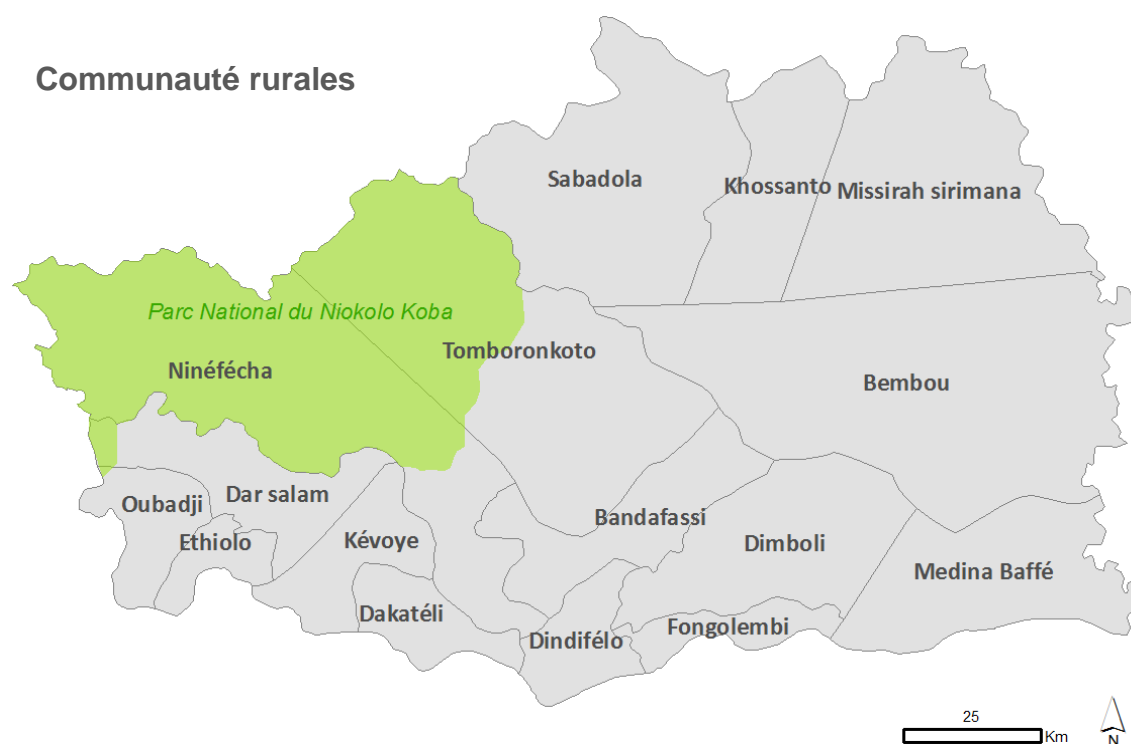 Communauté rurales
Sabadola
Khossanto
Missirah sirimana
Parc National du Niokolo Koba
Tomboronkoto
Ninéfécha
Bembou
Dar salam
Oubadji
Bandafassi
Ethiolo
Kévoye
Dimboli
Medina Baffé
Dakatéli
Fongolembi
Dindifélo
25
Km
N